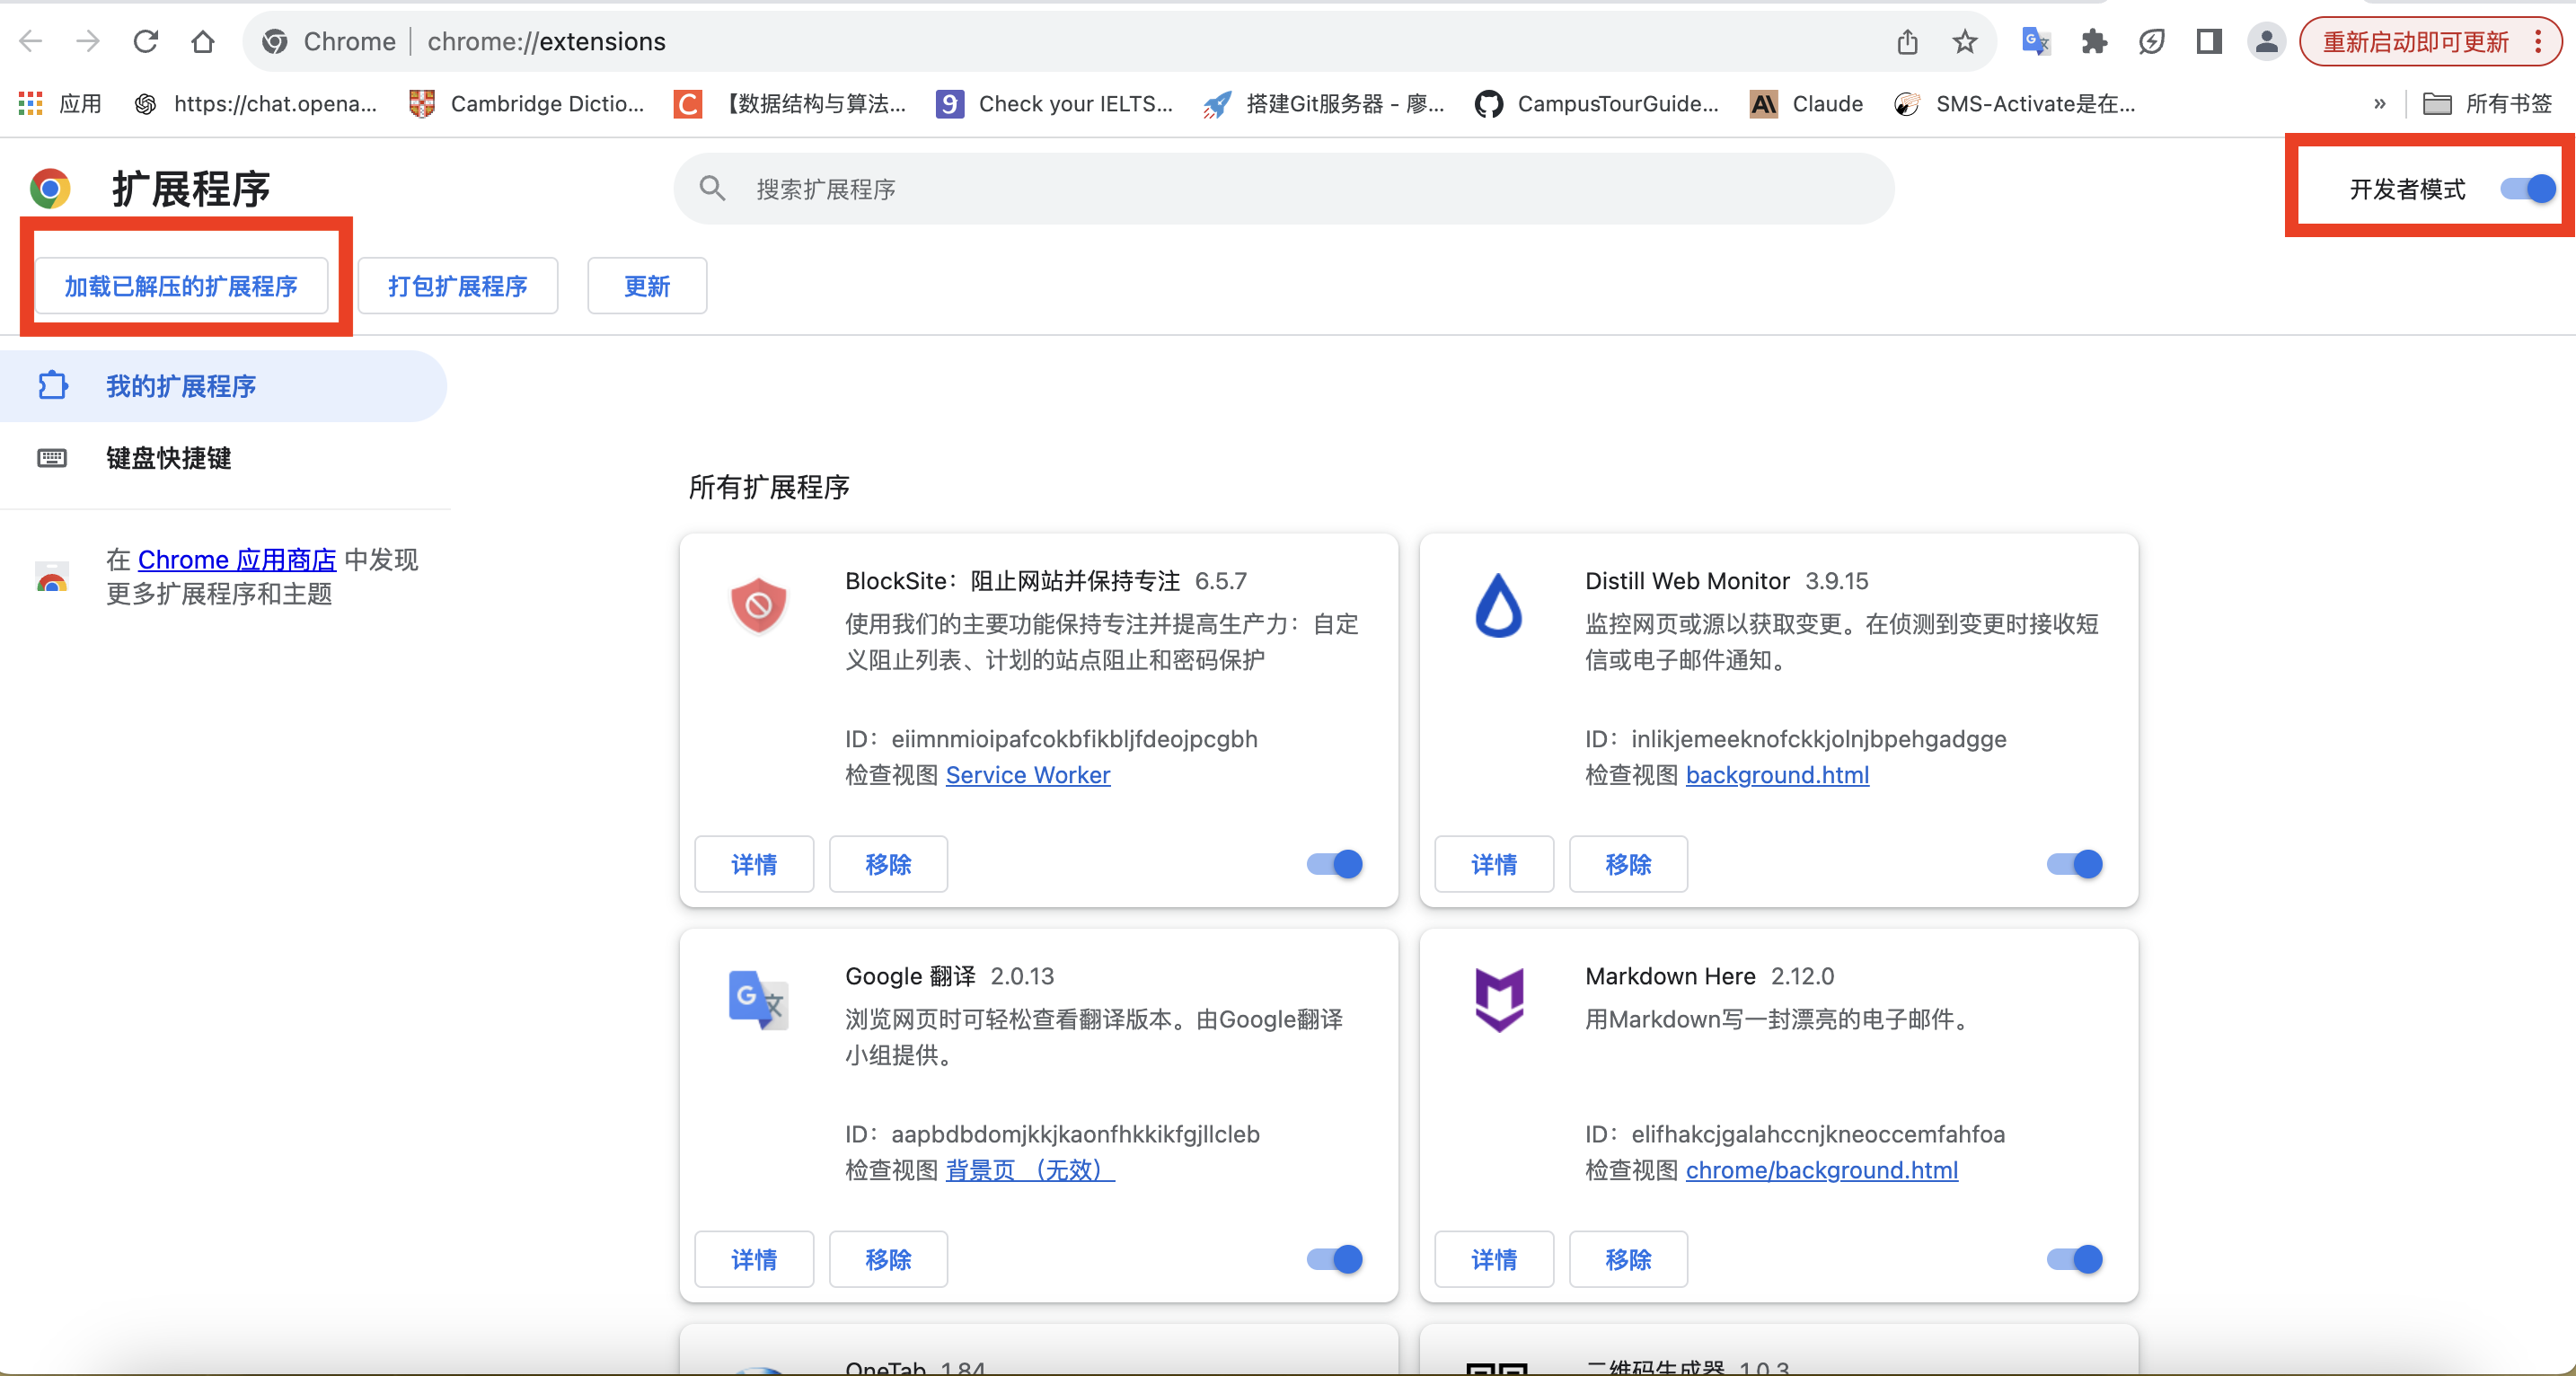 Chrome | chrome://extensions
重新启动即可更新
应用
https://chat.opena...
Cambridge Dictio...
【数据结构与算法...
Check your IELTS...
搭建Git服务器 - 廖...
CampusTourGuide...
Claude
SMS-Activate是在...
»
所有书签
扩展程序
搜索扩展程序
开发者模式
加载已解压的扩展程序
打包扩展程序
更新
我的扩展程序
键盘快捷键
在 Chrome 应用商店 中发现
更多扩展程序和主题
所有扩展程序
BlockSite：阻止网站并保持专注 6.5.7
使用我们的主要功能保持专注并提高生产力：自定
义阻止列表、计划的站点阻止和密码保护
ID：eiimnmioipafcokbfikbljfdeojpcgbh
检查视图 Service Worker
详情
移除
Distill Web Monitor 3.9.15
监控网页或源以获取变更。在侦测到变更时接收短
信或电子邮件通知。
ID：inlikjemeeknofckkjolnjbpehgadgge
检查视图 background.html
详情
移除
Google 翻译 2.0.13
浏览网页时可轻松查看翻译版本。由Google翻译
小组提供。
ID：aapbdbdomjkkjkaonfhkkikfgjllcleb
检查视图 背景页 （无效）
详情
移除
Markdown Here 2.12.0
用Markdown写一封漂亮的电子邮件。
ID：elifhakcjgalahccnjkneoccemfahfoa
检查视图 chrome/background.html
详情
移除
OneTab 1.84
二维码生成器 1.0.3